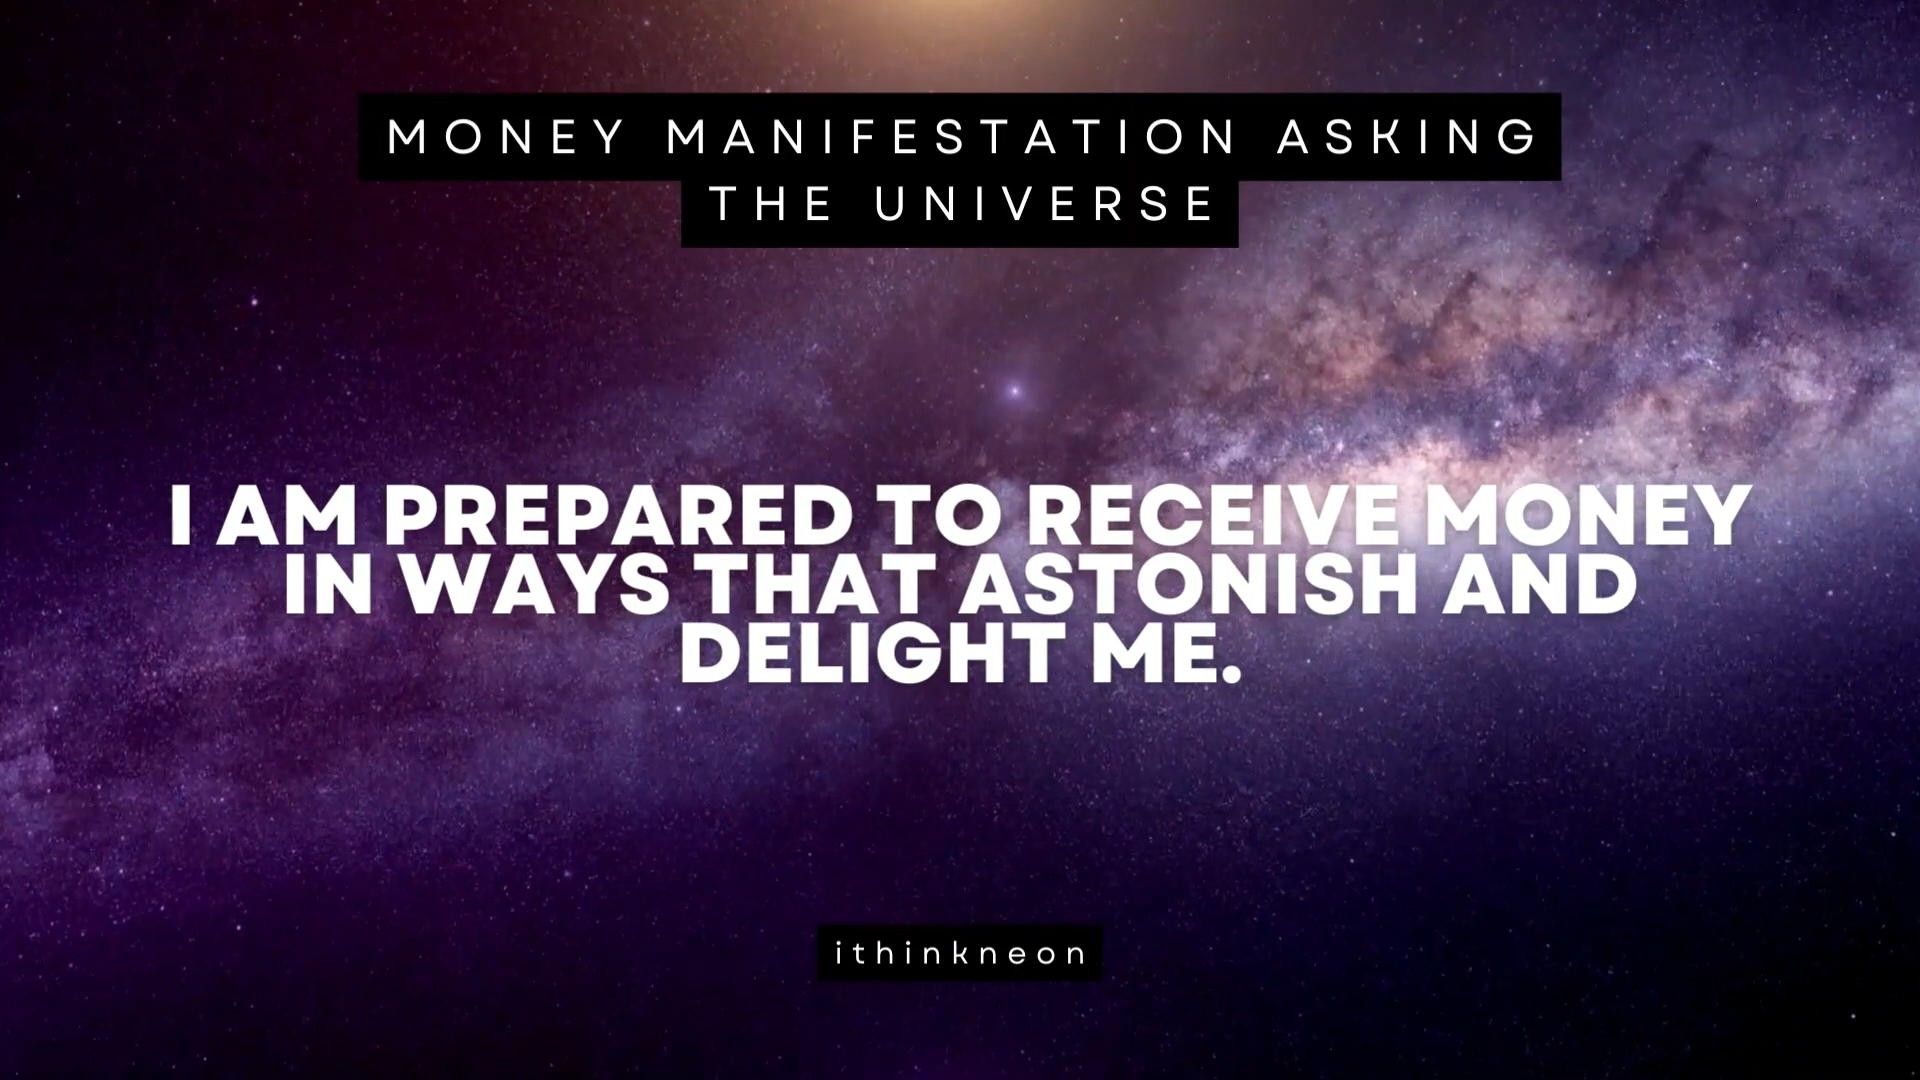 MONEY MANIFESTATION ASKING
THE UNIVERSE
I AM PREPARED TO RECEIVE MONEY
IN WAYS THAT ASTONISH AND
DELIGHT ME.
ithinkneon